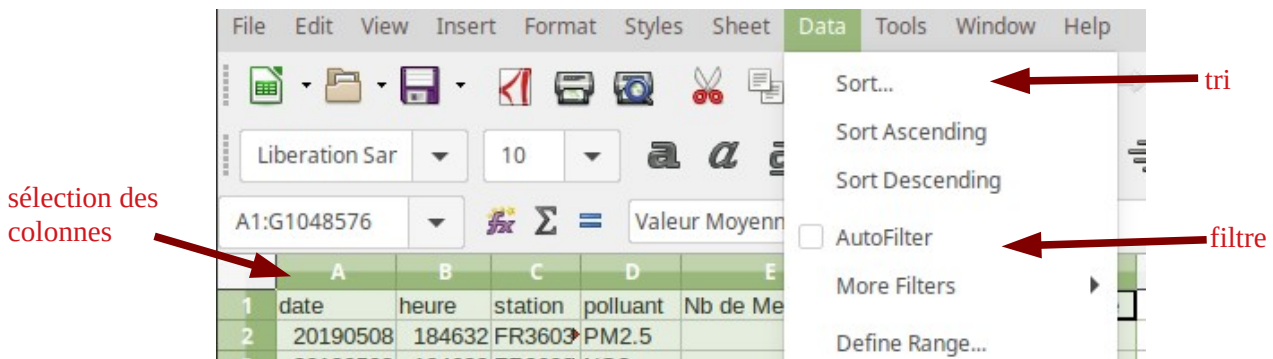 File Edit View Insert Format Styles Sheet Data Tools Window Help
Sort...
tri
Sort Ascending
Liberation Sar
10
Sort Descending
sélection des
colonnes
A1:G1048576
Valeur Moyenn
AutoFilter
filtre
A B C D E
More Filters
1 date heure station polluant Nb de Me
2 20190508 184632 FR3603 PM2.5
Define Range...